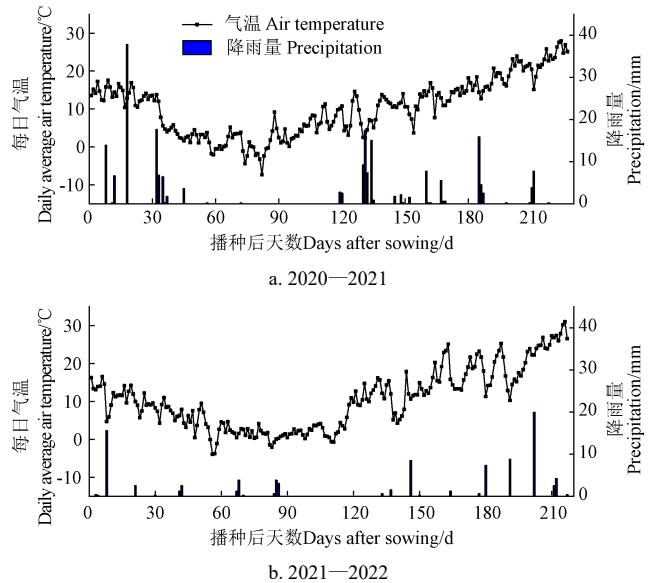 气温 Air temperature
降雨量 Precipitation
每日气温
Daily average air temperature/℃
30
20
10
0
-10
40
30
20
10
0
降雨量
Precipitation/mm
0 30 60 90 120 150 180 210
播种后天数Days after sowing/d
a. 2020—2021
每日气温
Daily average air temperature/℃
30
20
10
0
-10
40
30
20
10
0
降雨量
Precipitation/mm
0 30 60 90 120 150 180 210
播种后天数Days after sowing/d
b. 2021—2022